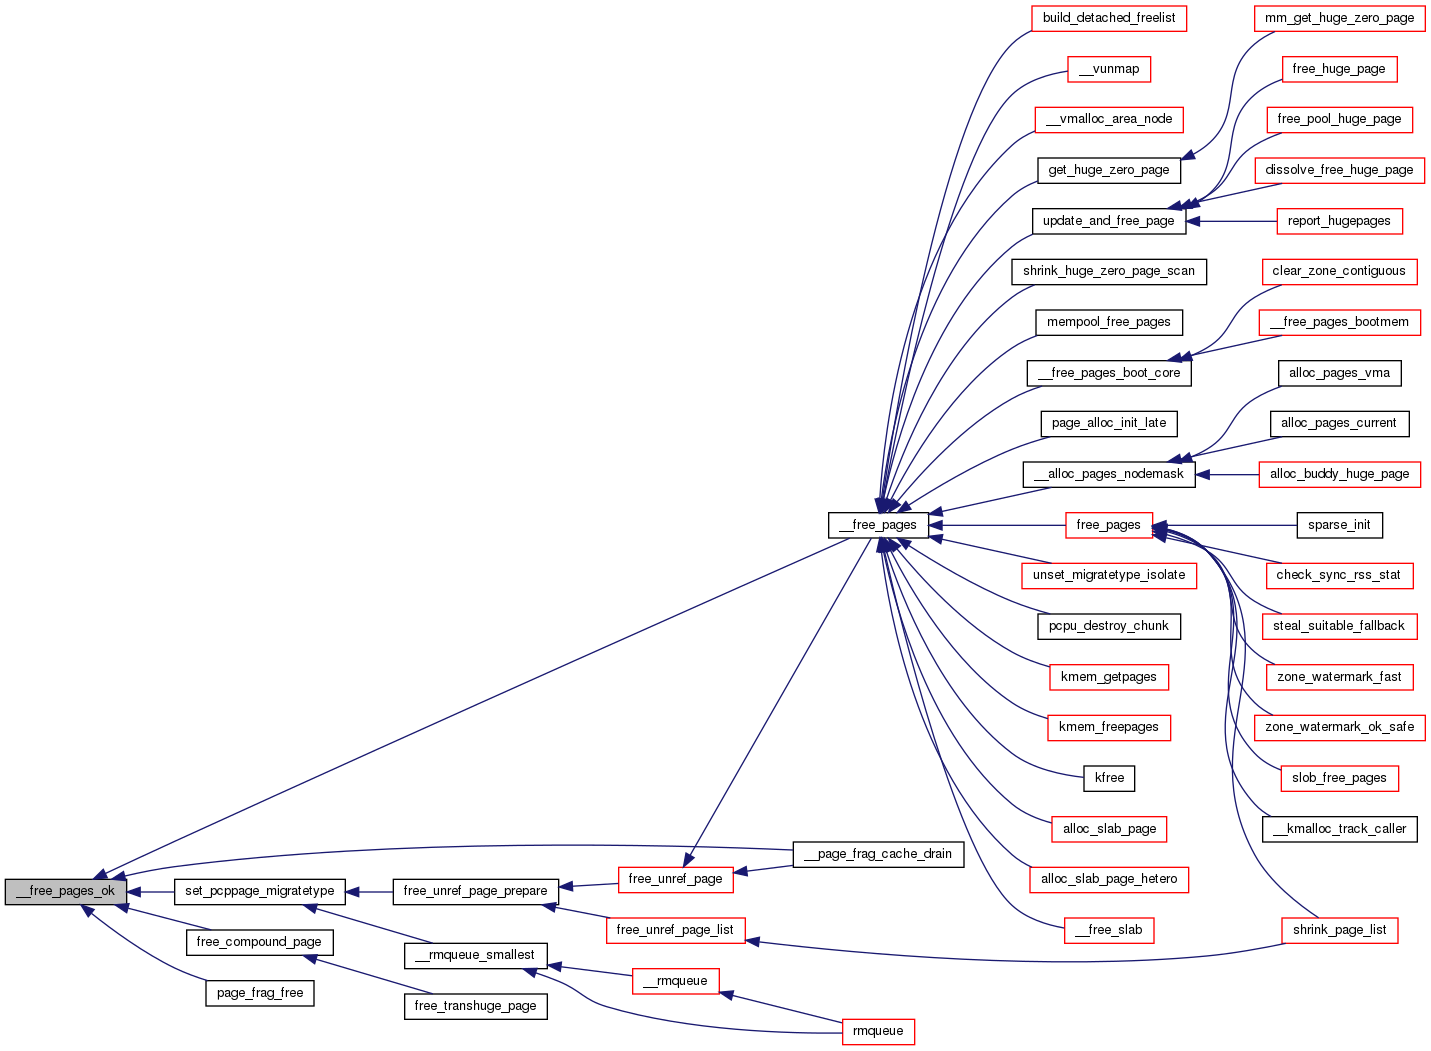 build_detached_freelist
mm_get_huge_zero_page
__vunmap
free_huge_page
__vmalloc_area_node
free_pool_huge_page
get_huge_zero_page
dissolve_free_huge_page
update_and_free_page
report_hugepages
shrink_huge_zero_page_scan
clear_zone_contiguous
mempool_free_pages
__free_pages_bootmem
__free_pages_boot_core
alloc_pages_vma
page_alloc_init_late
alloc_pages_current
__alloc_pages_nodemask
alloc_buddy_huge_page
__free_pages
free_pages
sparse_init
unset_migratetype_isolate
check_sync_rss_stat
pcpu_destroy_chunk
steal_suitable_fallback
kmem_getpages
zone_watermark_fast
kmem_freepages
zone_watermark_ok_safe
kfree
slob_free_pages
alloc_slab_page
__kmalloc_track_caller
__page_frag_cache_drain
free_unref_page
alloc_slab_page_hetero
__free_pages_ok
set_pcppage_migratetype
free_unref_page_prepare
free_unref_page_list
__free_slab
shrink_page_list
free_compound_page
__rmqueue_smallest
__rmqueue
page_frag_free
free_transhuge_page
rmqueue